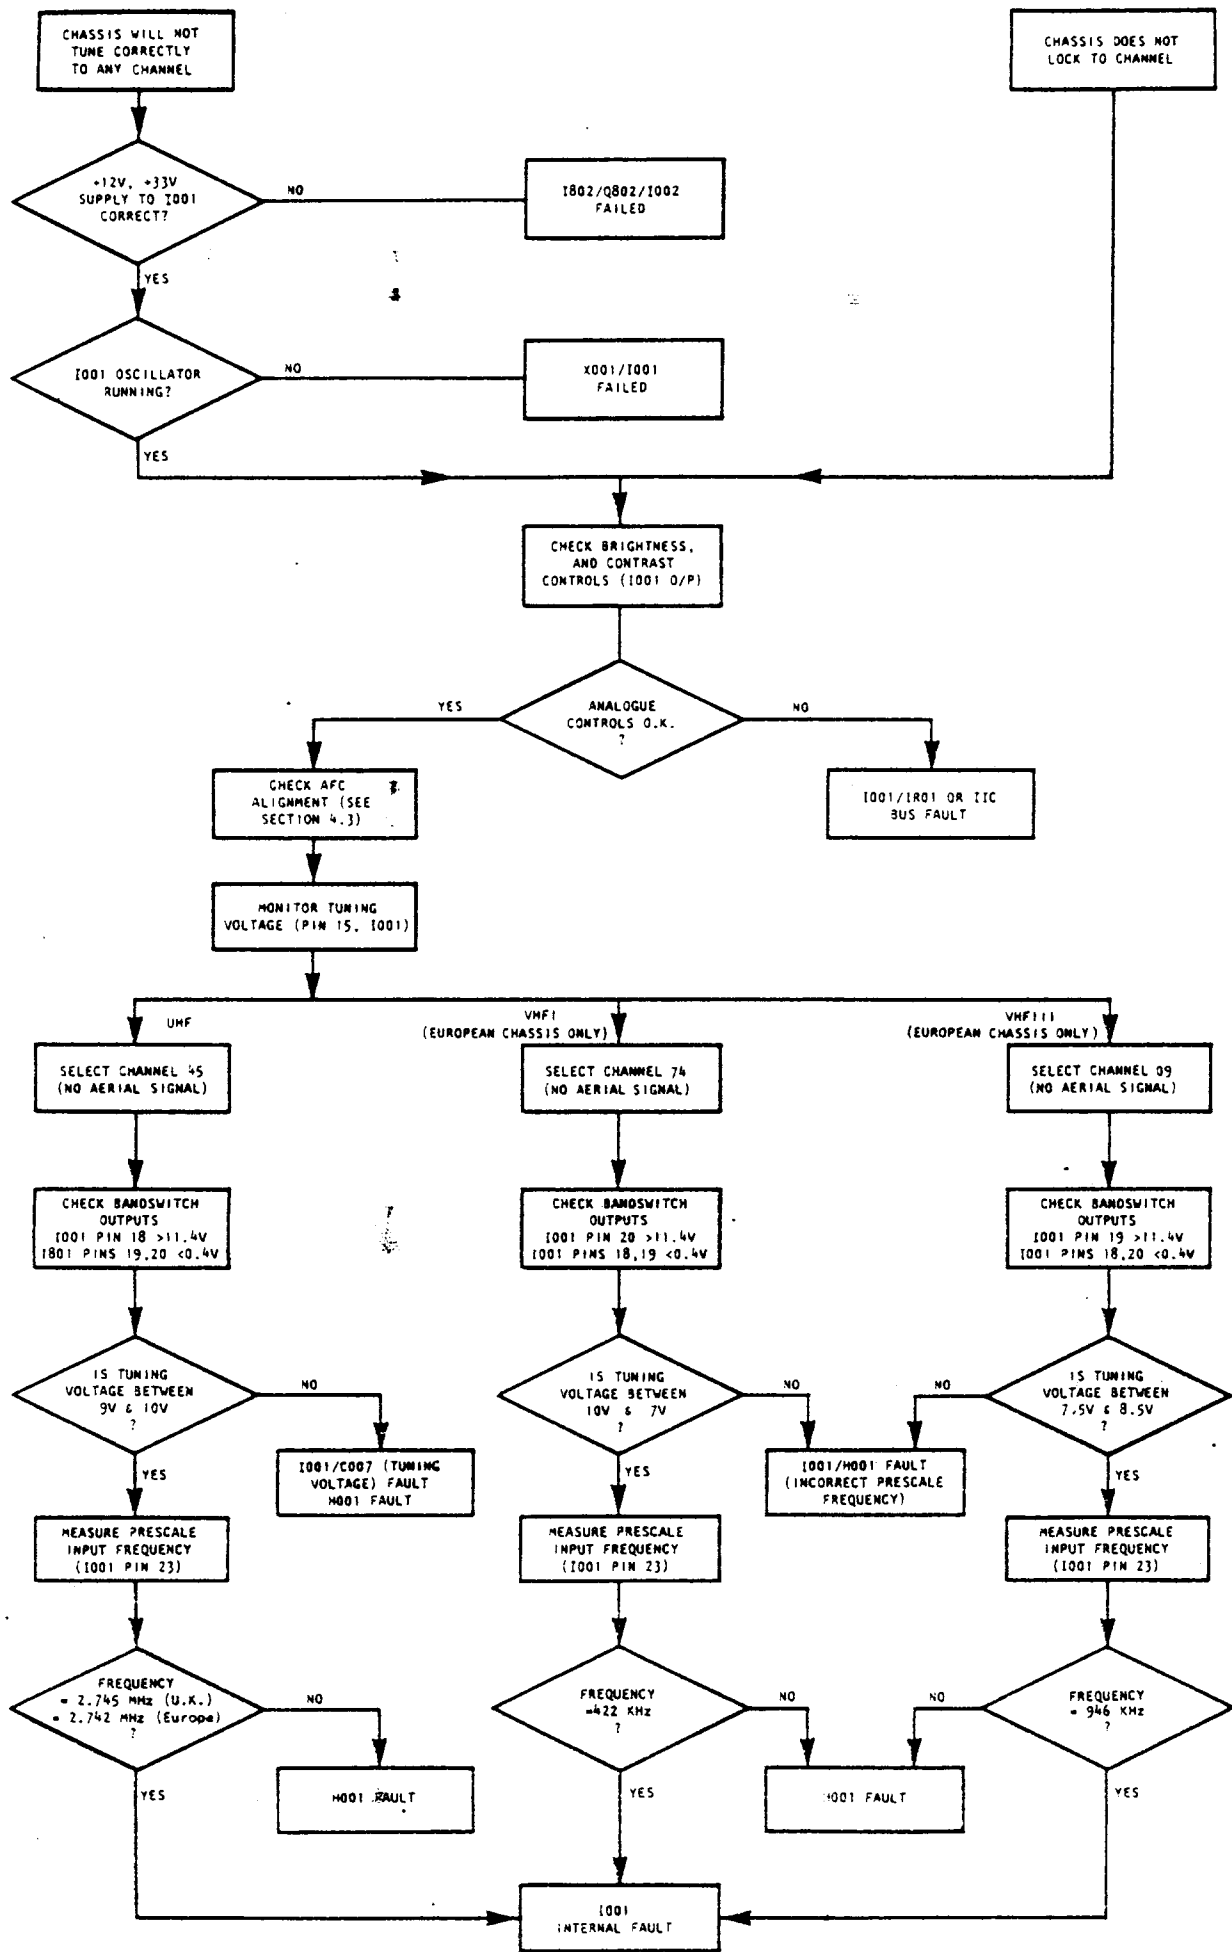 CHASSIS WILL NOT
TUNE CORRECTLY
TO ANY CHANNEL
CHASSIS DOES NOT
LOCK TO CHANNEL
+12V, +33V
SUPPLY TO I001
CORRECT?
NO
I802/Q802/I002
FAILED
YES
I001 OSCILLATOR
RUNNING?
NO
X001/I001
FAILED
YES
CHECK BRIGHTNESS,
AND CONTRAST
CONTROLS (I001 O/P)
YES
ANALOGUE
CONTROLS O.K.
?
NO
CHECK AFC
ALIGNMENT (SEE
SECTION 4.3)
I001/IR01 OR IIC
BUS FAULT
MONITOR TUNING
VOLTAGE (PIN 15, I001)
UHF
VHFI
(EUROPEAN CHASSIS ONLY)
VHFIII
(EUROPEAN CHASSIS ONLY)
SELECT CHANNEL 45
(NO AERIAL SIGNAL)
SELECT CHANNEL 74
(NO AERIAL SIGNAL)
SELECT CHANNEL 09
(NO AERIAL SIGNAL)
CHECK BANDSWITCH
OUTPUTS
I001 PIN 18 >11.4V
I801 PINS 19,20 <0.4V
CHECK BANDSWITCH
OUTPUTS
I001 PIN 20 >11.4V
I001 PINS 18,19 <0.4V
CHECK BANDSWITCH
OUTPUTS
I001 PIN 19 >11.4V
I001 PINS 18,20 <0.4V
IS TUNING
VOLTAGE BETWEEN
9V & 10V
?
NO
IS TUNING
VOLTAGE BETWEEN
10V & 7V
?
NO
NO
IS TUNING
VOLTAGE BETWEEN
7.5V & 8.5V
?
YES
I001/C007 (TUNING
VOLTAGE) FAULT
H001 FAULT
YES
I001/H001 FAULT
(INCORRECT PRESCALE
FREQUENCY)
YES
MEASURE PRESCALE
INPUT FREQUENCY
(I001 PIN 23)
MEASURE PRESCALE
INPUT FREQUENCY
(I001 PIN 23)
MEASURE PRESCALE
INPUT FREQUENCY
(I001 PIN 23)
FREQUENCY
= 2.745 MHz (U.K.)
= 2.742 MHz (Europe)
?
NO
FREQUENCY
=422 KHz
?
NO
NO
FREQUENCY
= 946 KHz
?
YES
H001 FAULT
YES
H001 FAULT
YES
I001
INTERNAL FAULT